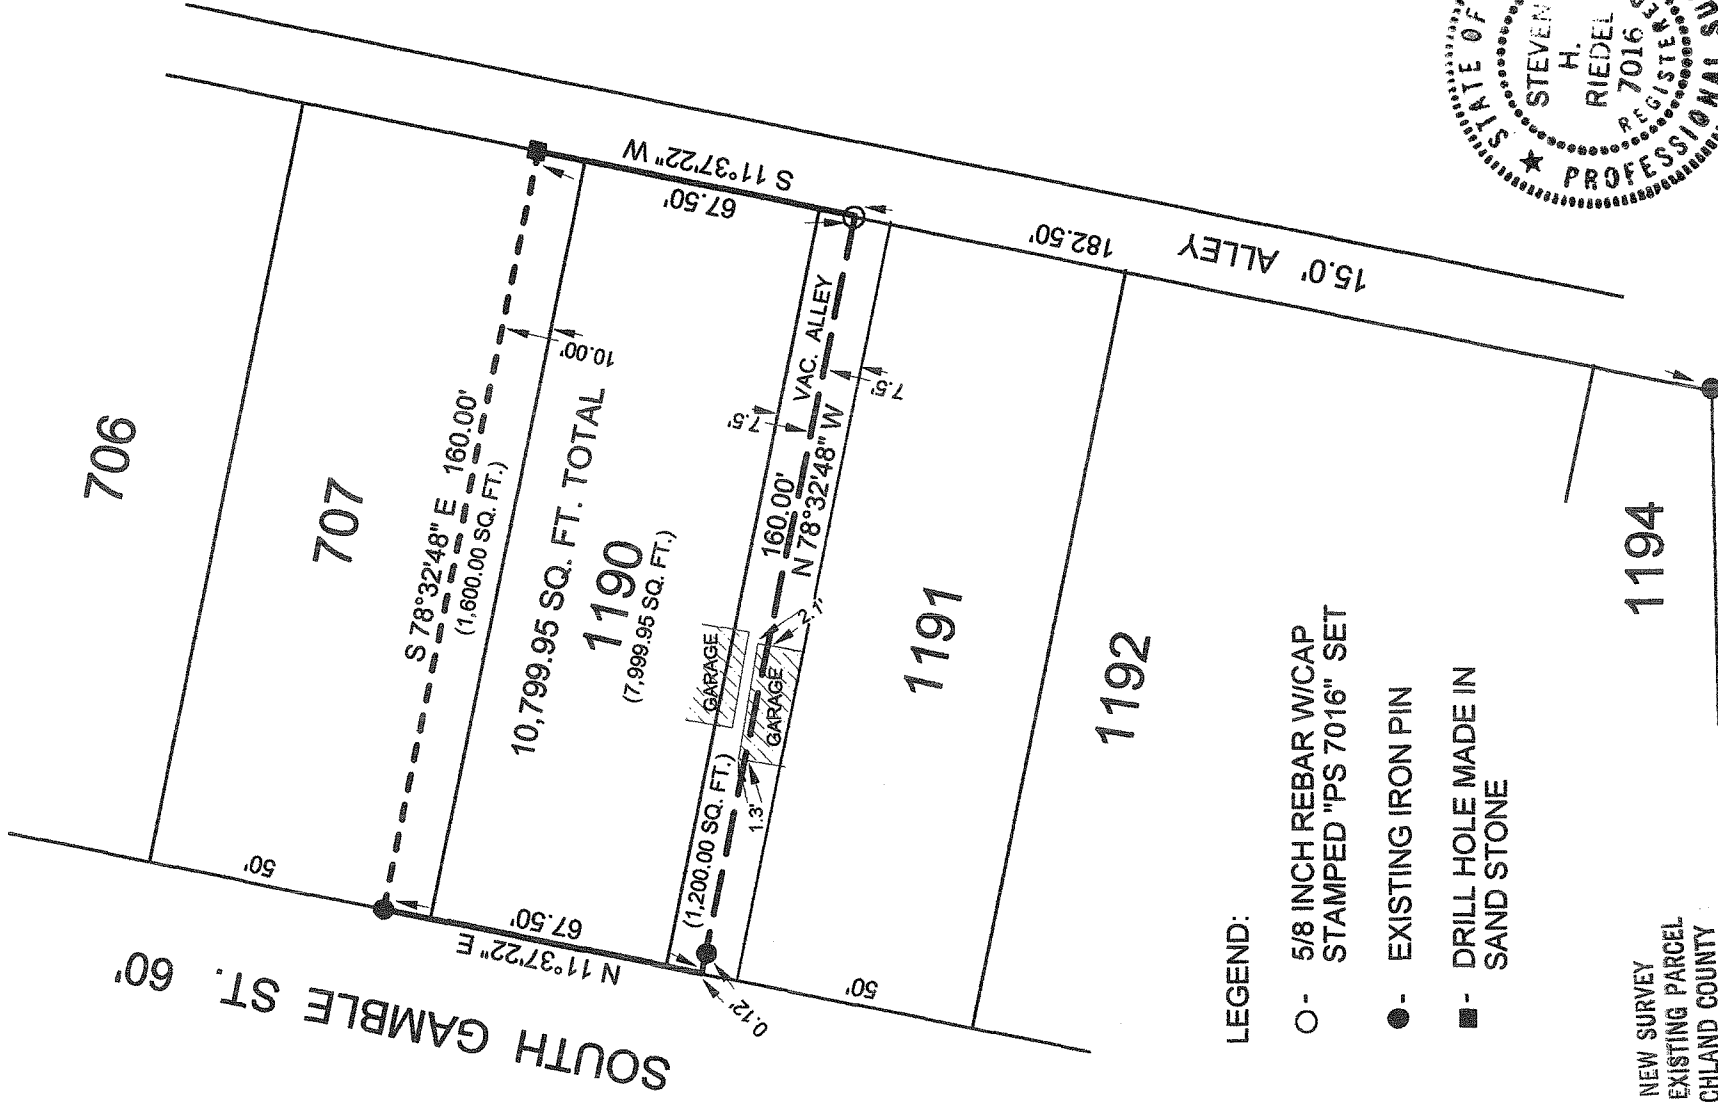 SOUTH GAMBLE ST. 60'
706
707
50'
S 78°32'48" E 160.00'
(1,600.00 SQ. FT.)
10.00'
S 11°37'22" W
67.50'
10,799.95 SQ. FT. TOTAL
1190
(7,999.95 SQ. FT.)
N 11°37'22" E
67.50'
GARAGE
GARAGE
160.00'
N 78°32'48" W
VAC. ALLEY
7.5'
7.5'
(1,200.00 SQ. FT.)
2.1'
1.3'
0.12'
50'
182.50'
15.0' ALLEY
1191
1192
1194
LEGEND:
O - 5/8 INCH REBAR W/CAP
STAMPED "PS 7016" SET
● - EXISTING IRON PIN
■ - DRILL HOLE MADE IN
SAND STONE
NEW SURVEY
EXISTING PARCEL
CHLAND COUNTY
STATE OF
STEVEN
H.
RIEDEL
7016
REGISTERED
★ PROFESSIONAL SU